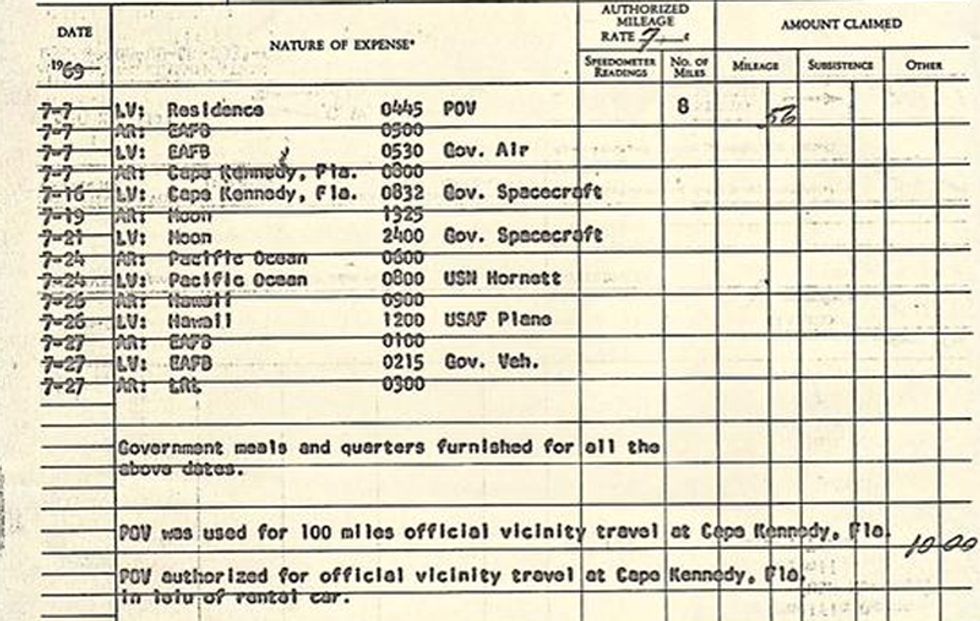 AUTHORIZED
MILEAGE
RATE 7 ¢
AMOUNT CLAIMED
DATE
1969
NATURE OF EXPENSE*
SPEEDOMETER READINGS
NO. OF MILES
MILEAGE
SUBSISTENCE
OTHER
7-7 LV: Residence 0445 POV 8 .56
7-7 AR: EAFB 0500
7-7 LV: EAFB 0530 Gov. Air
7-7 AR: Cape Kennedy, Fla. 0800
7-16 LV: Cape Kennedy, Fla. 0832 Gov. Spacecraft
7-19 AR: Moon 1325
7-21 LV: Moon 2400 Gov. Spacecraft
7-24 AR: Pacific Ocean 0600
7-24 LV: Pacific Ocean 0800 USN Hornett
7-26 AR: Hawaii 0900
7-26 LV: Hawaii 1200 USAF Plane
7-27 AR: EAFB 0100
7-27 LV: EAFB 0215 Gov. Veh.
7-27 AR: LRL 0300
Government meals and quarters furnished for all the
above dates.
POV was used for 100 miles official vicinity travel at Cape Kennedy, Fla. 10.00
POV authorized for official vicinity travel at Cape Kennedy, Fla.
in leiu of rental car.